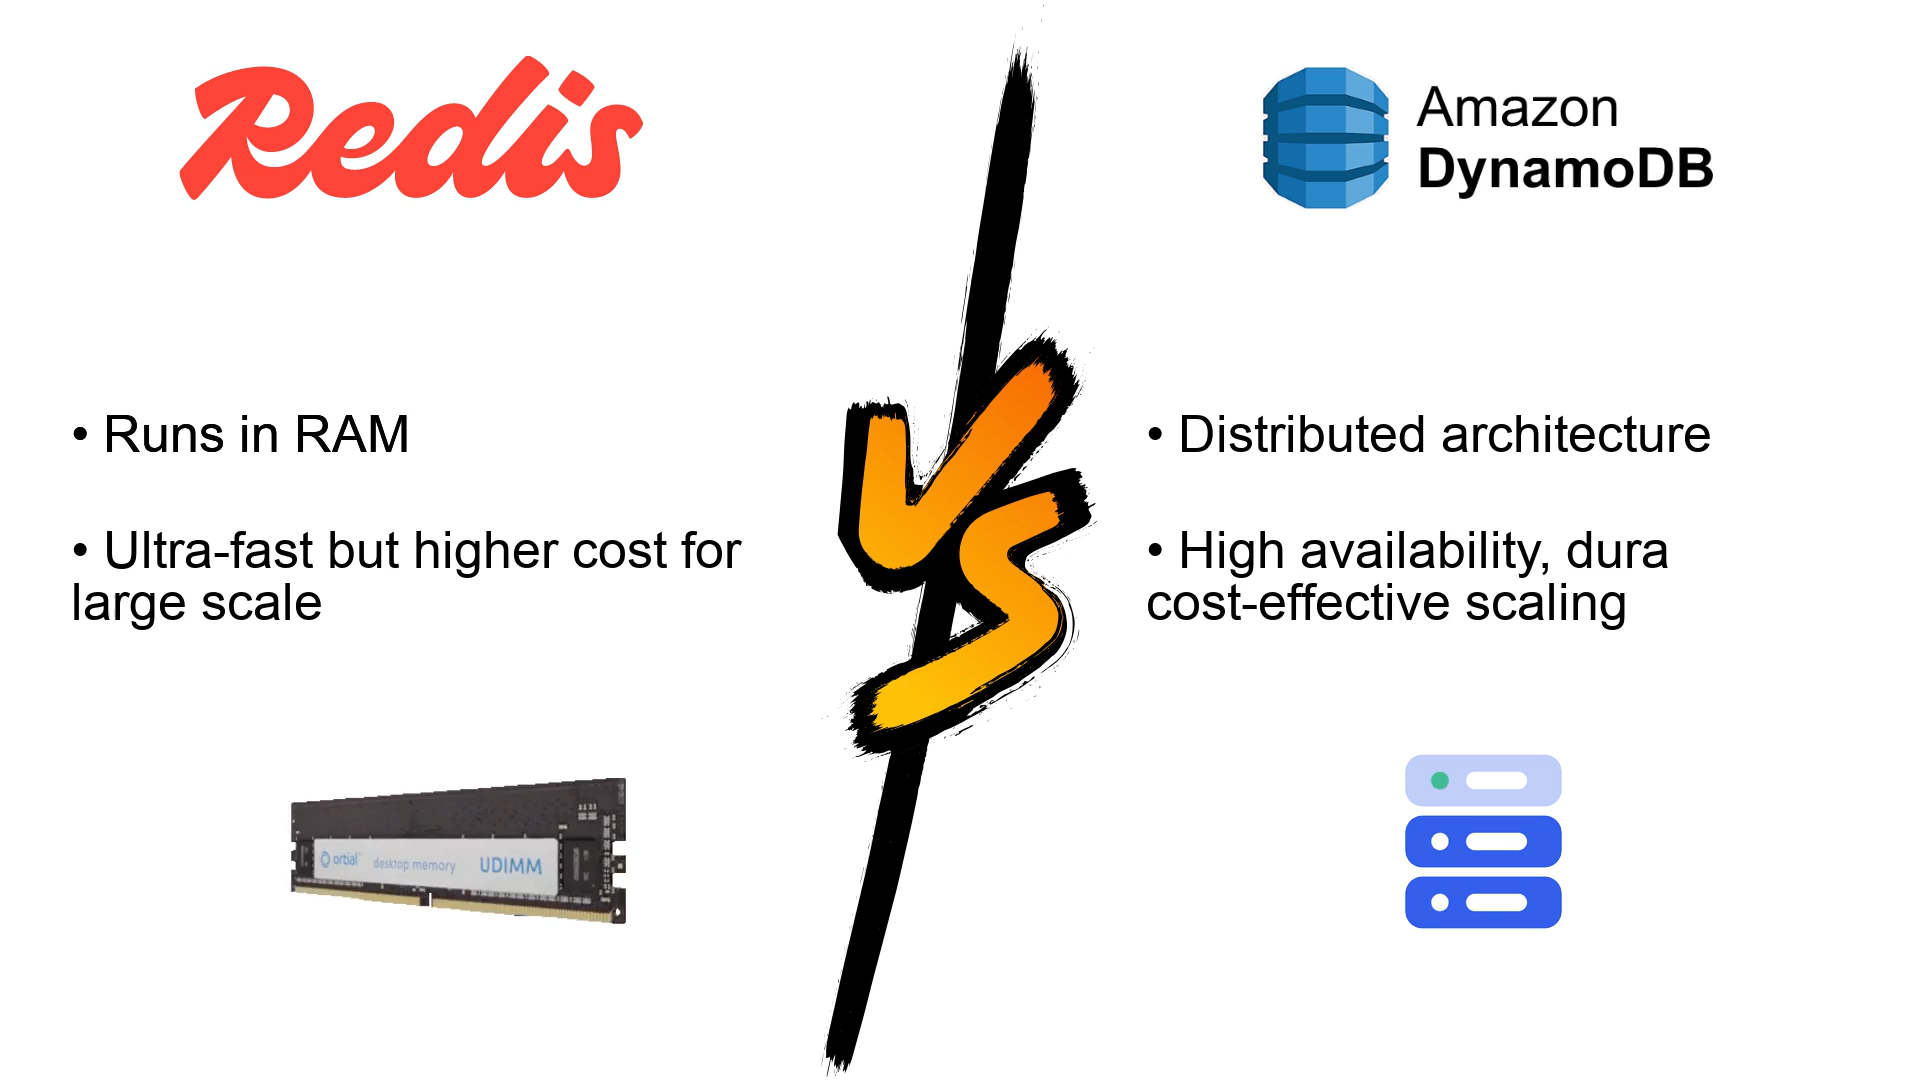 Redis
Amazon
DynamoDB
VS
• Runs in RAM
• Ultra-fast but higher cost for
large scale
• Distributed architecture
• High availability, dura
cost-effective scaling
ortial™ desktop memory UDIMM